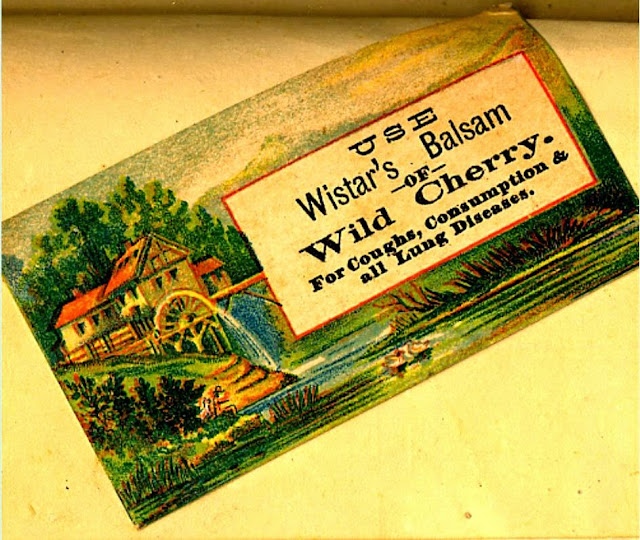 USE
Wistar's Balsam
-OF-
Wild Cherry.
For Coughs, Consumption &
all Lung Diseases.